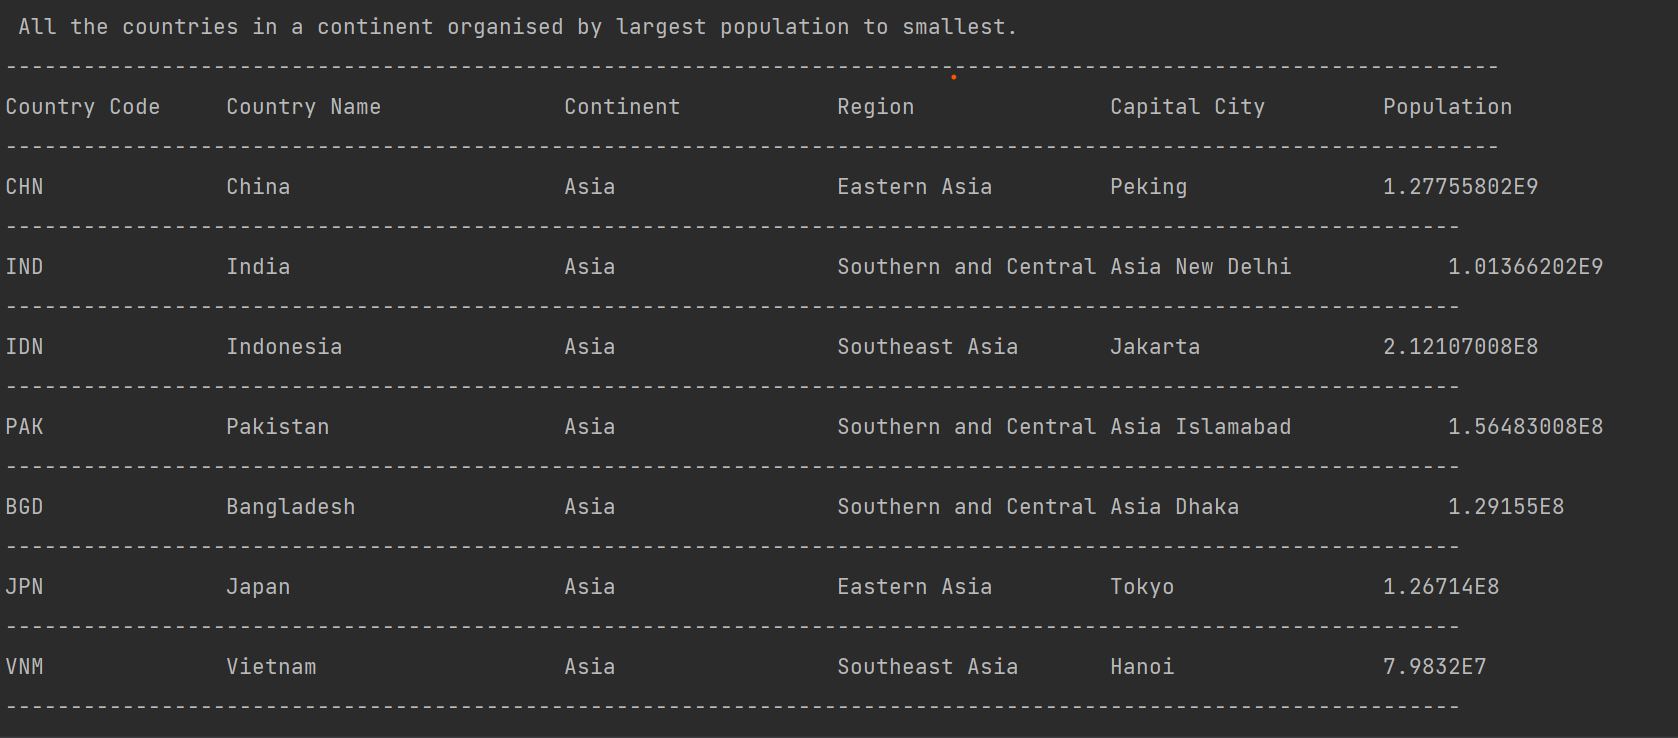 All the countries in a continent organised by largest population to smallest.
-------------------------------------------------------------------------------------------------------------------
Country Code     Country Name              Continent            Region               Capital City         Population
-------------------------------------------------------------------------------------------------------------------
CHN              China                     Asia                 Eastern Asia         Peking               1.27755802E9
----------------------------------------------------------------------------------------------------------------
IND              India                     Asia                 Southern and Central Asia New Delhi            1.01366202E9
----------------------------------------------------------------------------------------------------------------
IDN              Indonesia                 Asia                 Southeast Asia       Jakarta              2.12107008E8
----------------------------------------------------------------------------------------------------------------
PAK              Pakistan                  Asia                 Southern and Central Asia Islamabad            1.56483008E8
----------------------------------------------------------------------------------------------------------------
BGD              Bangladesh                Asia                 Southern and Central Asia Dhaka                1.29155E8
----------------------------------------------------------------------------------------------------------------
JPN              Japan                     Asia                 Eastern Asia         Tokyo                1.26714E8
----------------------------------------------------------------------------------------------------------------
VNM              Vietnam                   Asia                 Southeast Asia       Hanoi                7.9832E7
----------------------------------------------------------------------------------------------------------------